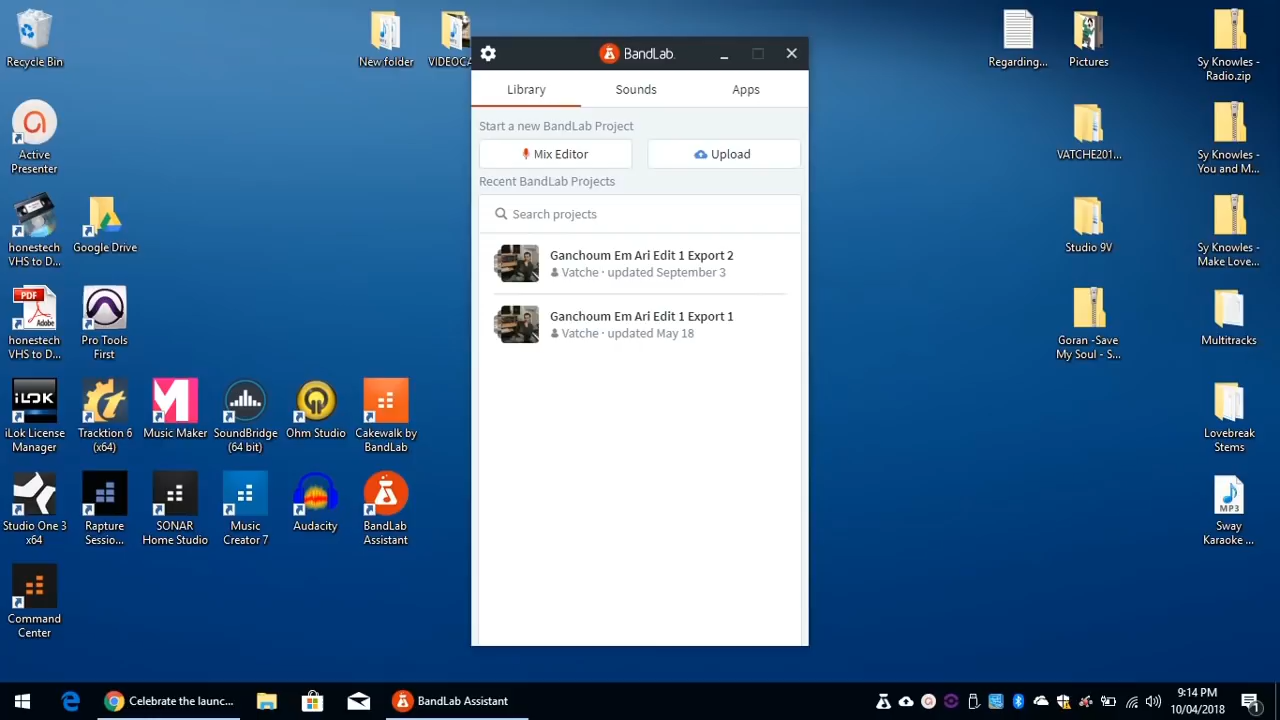 Recycle Bin
New folder
VIDEOCA
BandLab
Regarding...
Pictures
Sy Knowles -
Radio.zip
Library
Sounds
Apps
Start a new BandLab Project
Mix Editor
Upload
Recent BandLab Projects
Search projects
Ganchoum Em Ari Edit 1 Export 2
Vatche · updated September 3
Ganchoum Em Ari Edit 1 Export 1
Vatche · updated May 18
Active
Presenter
VATCHE201...
Sy Knowles -
You and M...
honestech
VHS to D...
Google Drive
Studio 9V
Sy Knowles -
Make Love...
PDF
Adobe
honestech
VHS to D...
Pro Tools
First
Goran -Save
My Soul - S...
Multitracks
iLOK
iLok License
Manager
Tracktion 6
(x64)
Music Maker
SoundBridge
(64 bit)
Ohm Studio
Cakewalk by
BandLab
Lovebreak
Stems
Studio One 3
x64
Rapture
Sessio...
SONAR
Home Studio
Music
Creator 7
Audacity
BandLab
Assistant
MP3
Sway
Karaoke ...
Command
Center
Celebrate the launc...
BandLab Assistant
9:14 PM
10/04/2018
1